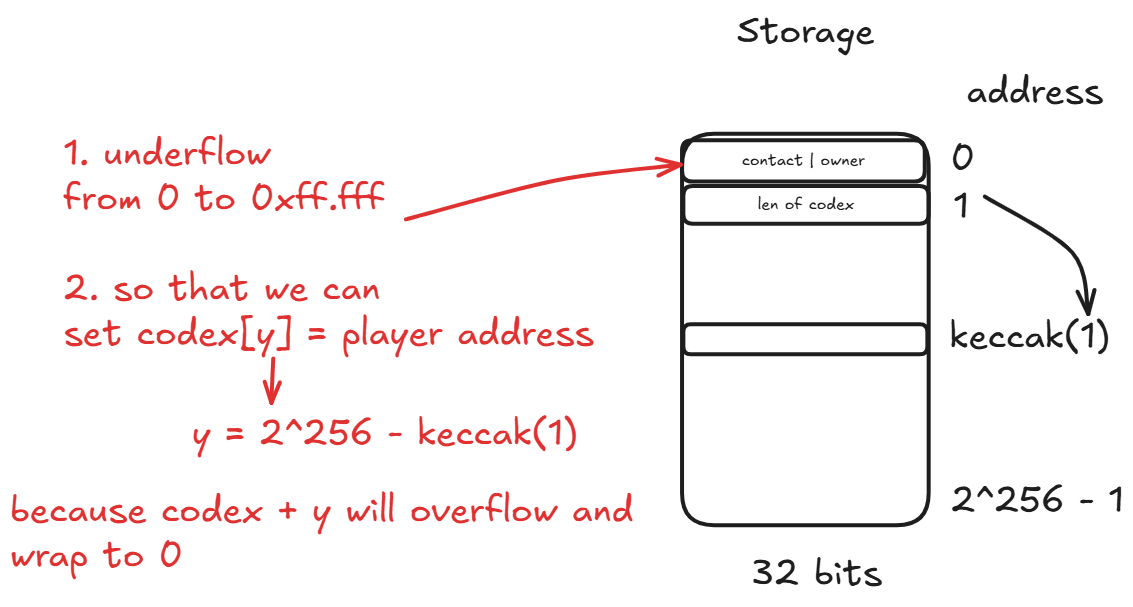 Storage
address
1. underflow
from 0 to 0xff.fff
contact | owner
0
len of codex
1
2. so that we can
set codex[y] = player address
keccak(1)
y = 2^256 - keccak(1)
because codex + y will overflow and
wrap to 0
2^256 - 1
32 bits